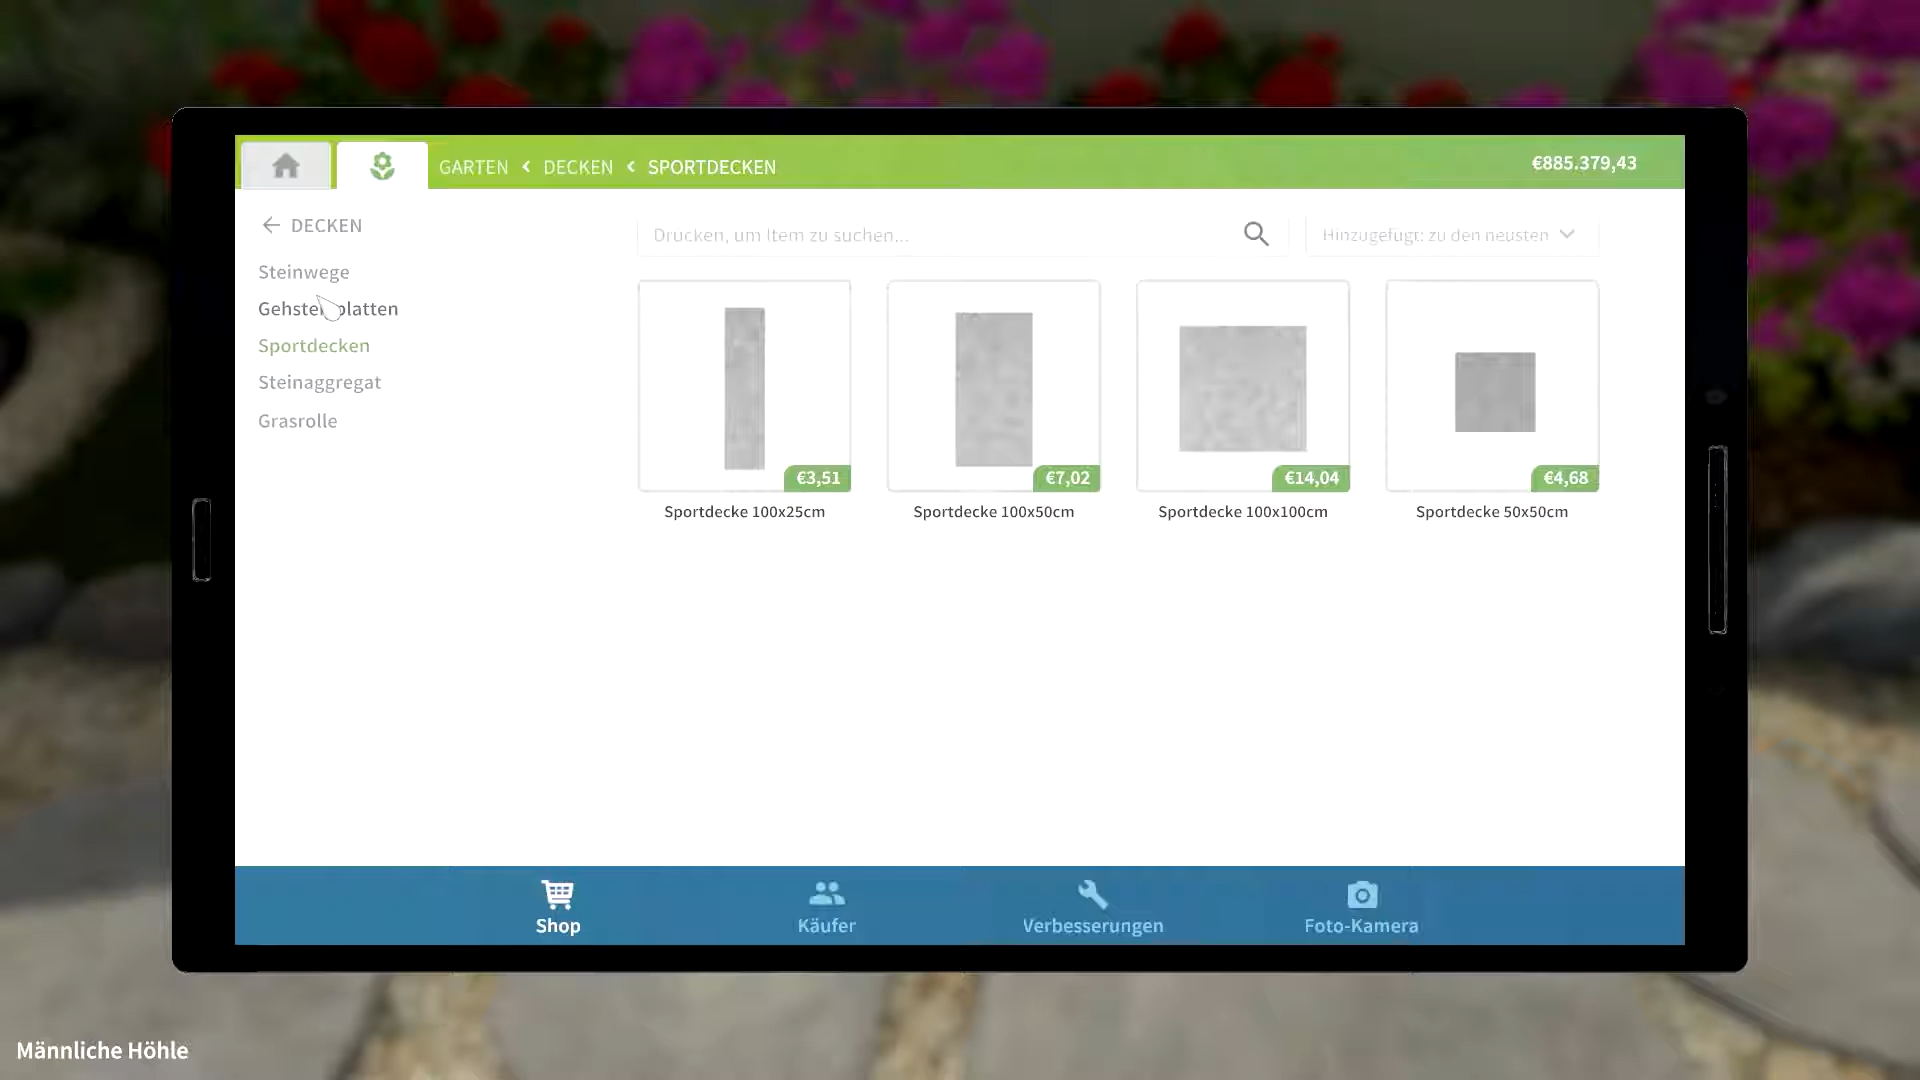 GARTEN < DECKEN < SPORTDECKEN
€885.379,43
DECKEN
Steinwege
Sportdecken
Steinaggregat
Grasrolle
Drucken, um Item zu suchen...
Hinzugefügt: zu den neusten
€3,51
€7,02
€14,04
€4,68
Sportdecke 100x25cm
Sportdecke 100x50cm
Sportdecke 100x100cm
Sportdecke 50x50cm
Shop
Käufer
Verbesserungen
Foto-Kamera
Männliche Höhle